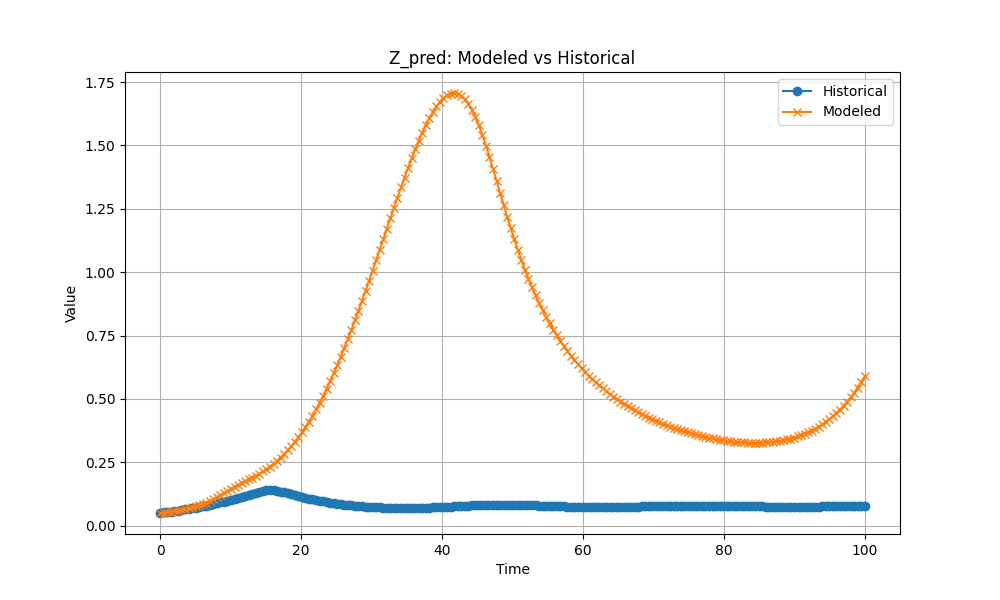 Z_pred: Modeled vs Historical
Historical
Modeled
Value
1.75
1.50
1.25
1.00
0.75
0.50
0.25
0.00
0 20 40 60 80 100
Time